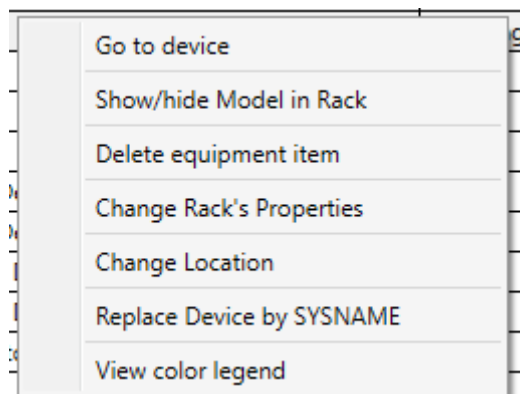 Go to device
Show/hide Model in Rack
Delete equipment item
Change Rack's Properties
Change Location
Replace Device by SYSNAME
View color legend